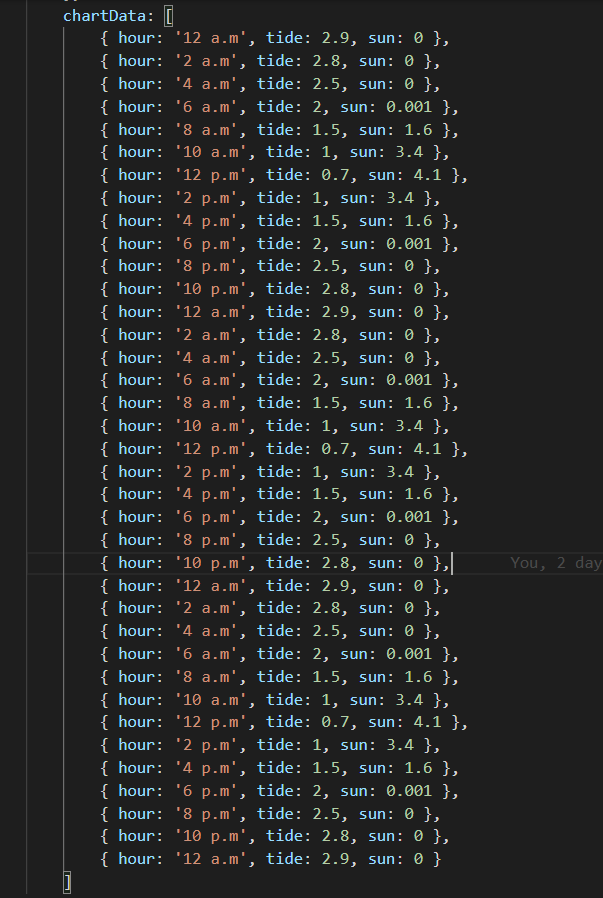 chartData: [
{ hour: '12 a.m', tide: 2.9, sun: 0 },
{ hour: '2 a.m', tide: 2.8, sun: 0 },
{ hour: '4 a.m', tide: 2.5, sun: 0 },
{ hour: '6 a.m', tide: 2, sun: 0.001 },
{ hour: '8 a.m', tide: 1.5, sun: 1.6 },
{ hour: '10 a.m', tide: 1, sun: 3.4 },
{ hour: '12 p.m', tide: 0.7, sun: 4.1 },
{ hour: '2 p.m', tide: 1, sun: 3.4 },
{ hour: '4 p.m', tide: 1.5, sun: 1.6 },
{ hour: '6 p.m', tide: 2, sun: 0.001 },
{ hour: '8 p.m', tide: 2.5, sun: 0 },
{ hour: '10 p.m', tide: 2.8, sun: 0 },
{ hour: '12 a.m', tide: 2.9, sun: 0 },
{ hour: '2 a.m', tide: 2.8, sun: 0 },
{ hour: '4 a.m', tide: 2.5, sun: 0 },
{ hour: '6 a.m', tide: 2, sun: 0.001 },
{ hour: '8 a.m', tide: 1.5, sun: 1.6 },
{ hour: '10 a.m', tide: 1, sun: 3.4 },
{ hour: '12 p.m', tide: 0.7, sun: 4.1 },
{ hour: '2 p.m', tide: 1, sun: 3.4 },
{ hour: '4 p.m', tide: 1.5, sun: 1.6 },
{ hour: '6 p.m', tide: 2, sun: 0.001 },
{ hour: '8 p.m', tide: 2.5, sun: 0 },
{ hour: '10 p.m', tide: 2.8, sun: 0 }, You, 2 day
{ hour: '12 a.m', tide: 2.9, sun: 0 },
{ hour: '2 a.m', tide: 2.8, sun: 0 },
{ hour: '4 a.m', tide: 2.5, sun: 0 },
{ hour: '6 a.m', tide: 2, sun: 0.001 },
{ hour: '8 a.m', tide: 1.5, sun: 1.6 },
{ hour: '10 a.m', tide: 1, sun: 3.4 },
{ hour: '12 p.m', tide: 0.7, sun: 4.1 },
{ hour: '2 p.m', tide: 1, sun: 3.4 },
{ hour: '4 p.m', tide: 1.5, sun: 1.6 },
{ hour: '6 p.m', tide: 2, sun: 0.001 },
{ hour: '8 p.m', tide: 2.5, sun: 0 },
{ hour: '10 p.m', tide: 2.8, sun: 0 },
{ hour: '12 a.m', tide: 2.9, sun: 0 }
]